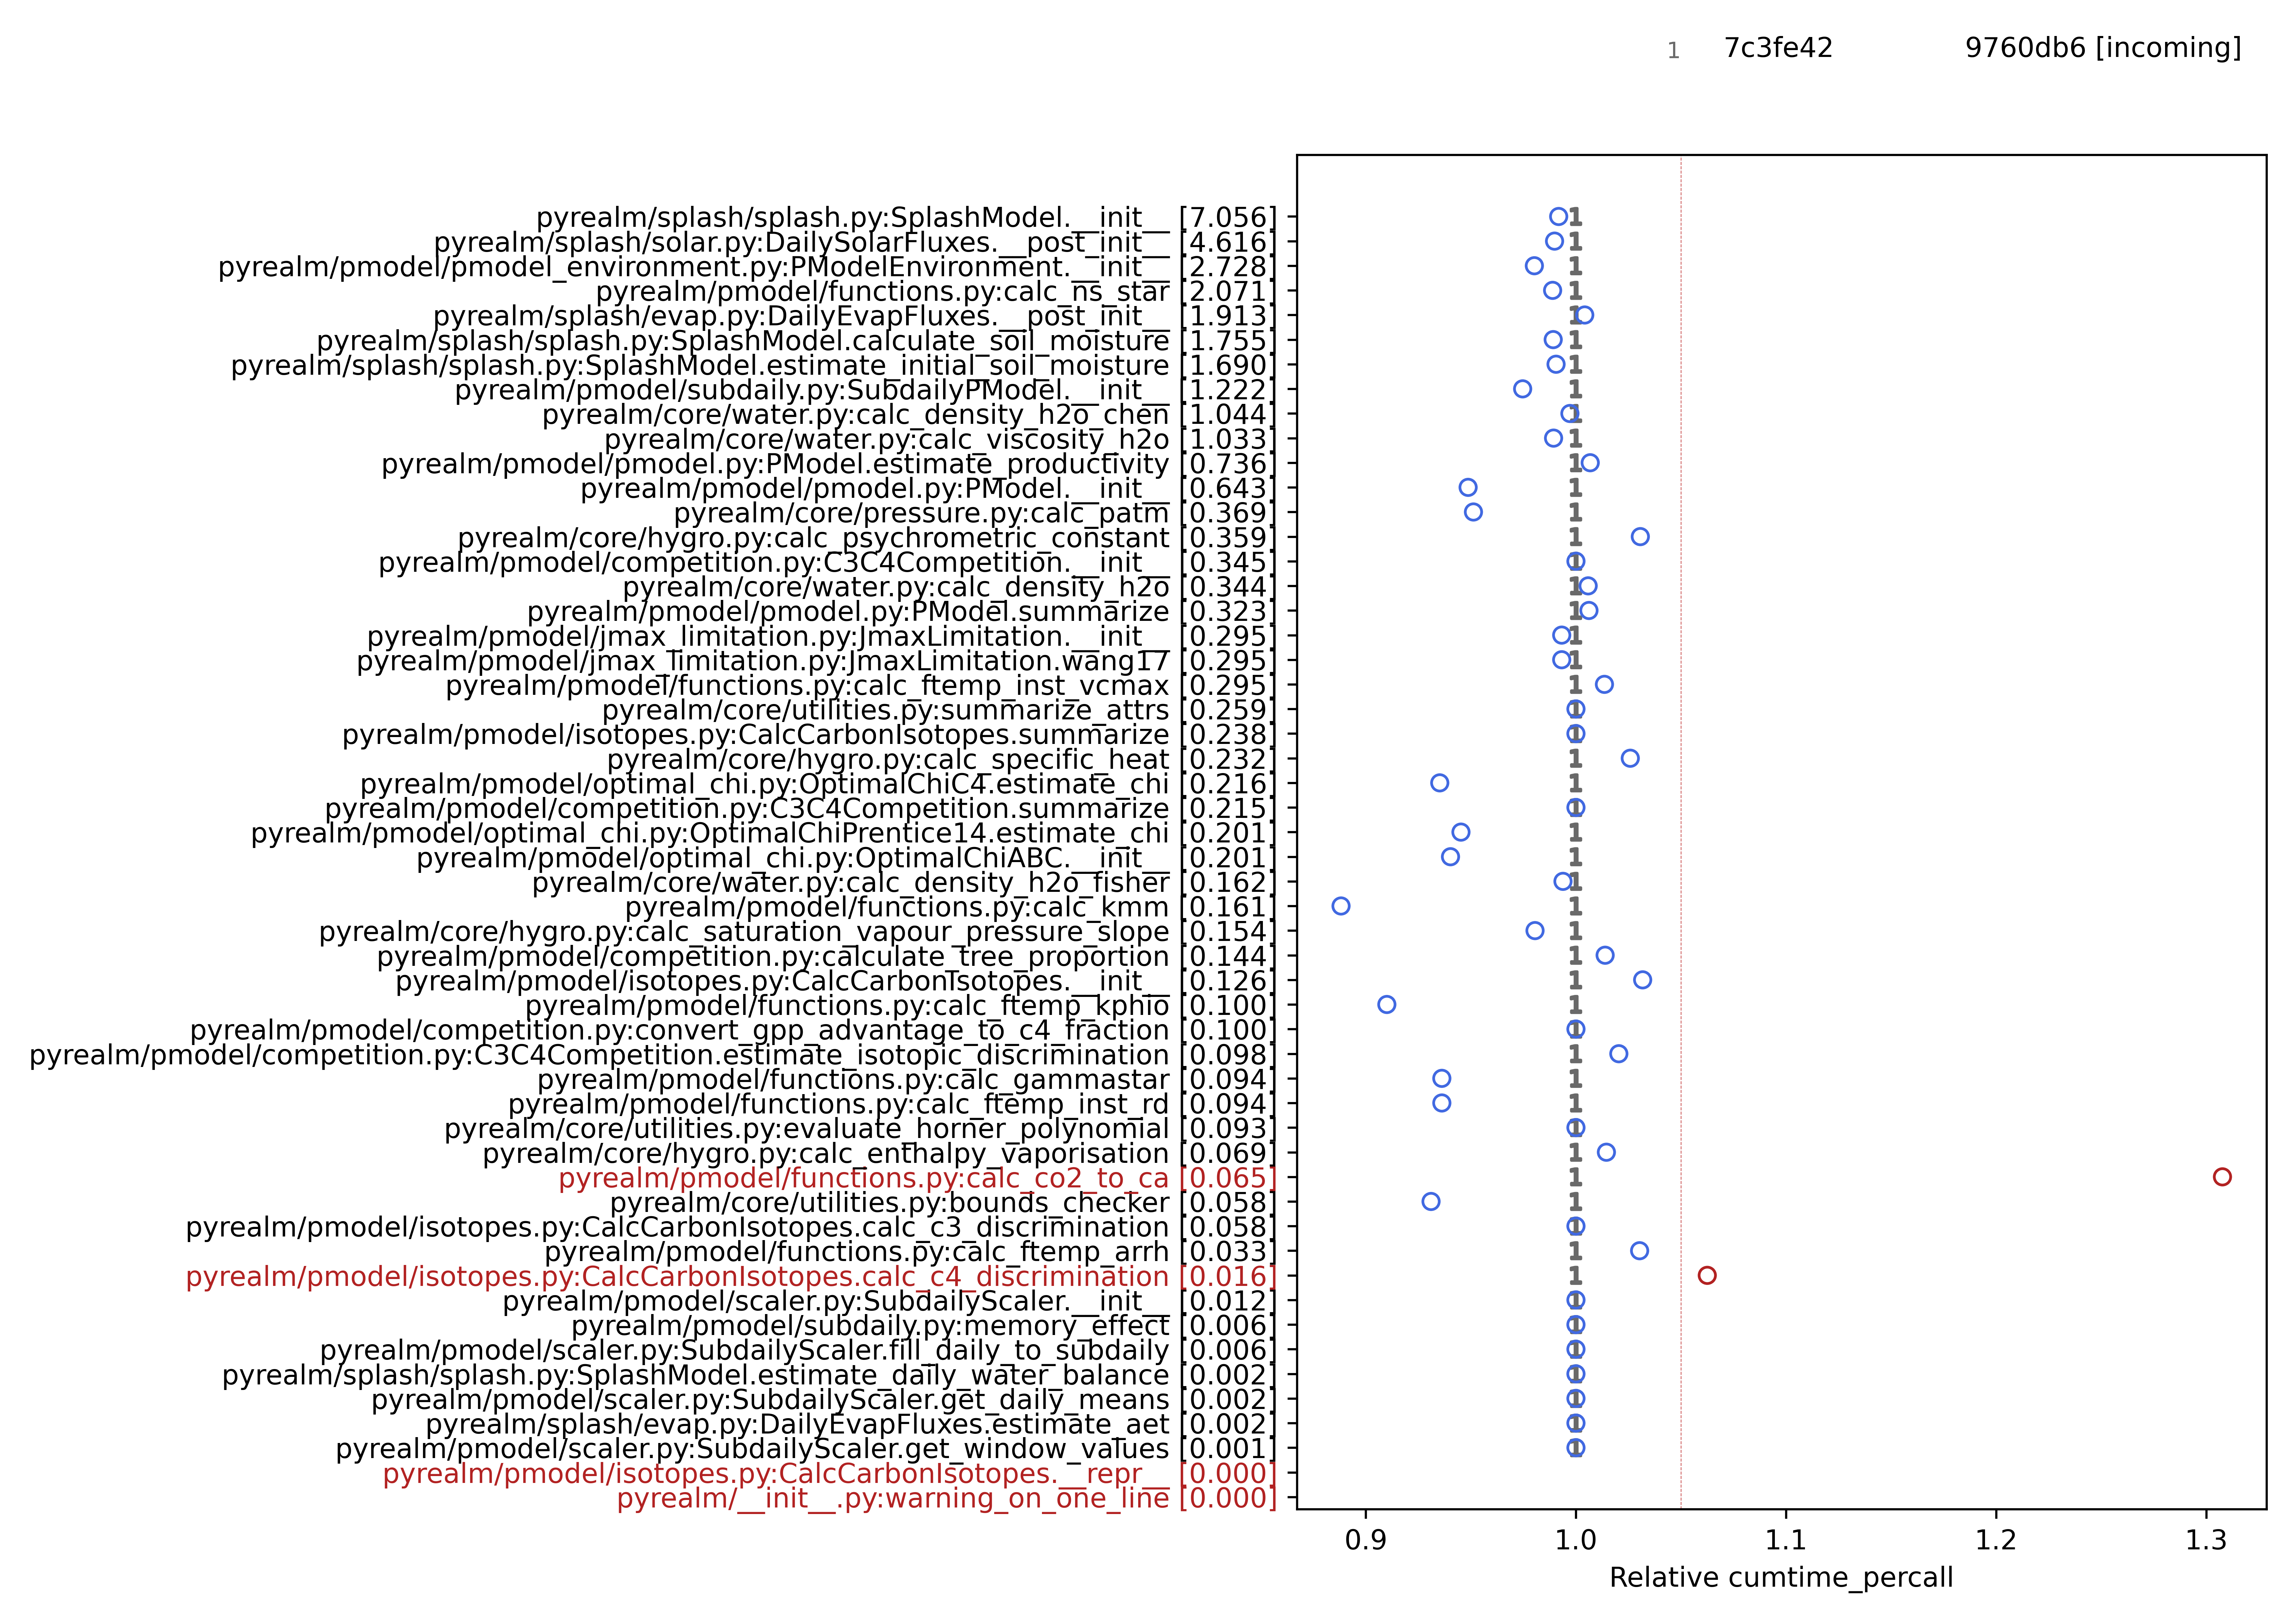 1 7c3fe42 9760db6 [incoming]
pyrealm/splash/splash.py:SplashModel.__init__ [7.056]
pyrealm/splash/solar.py:DailySolarFluxes.__post_init__ [4.616]
pyrealm/pmodel/pmodel_environment.py:PModelEnvironment.__init__ [2.728]
pyrealm/pmodel/functions.py:calc_ns_star [2.071]
pyrealm/splash/evap.py:DailyEvapFluxes.__post_init__ [1.913]
pyrealm/splash/splash.py:SplashModel.calculate_soil_moisture [1.755]
pyrealm/splash/splash.py:SplashModel.estimate_initial_soil_moisture [1.690]
pyrealm/pmodel/subdaily.py:SubdailyPModel.__init__ [1.222]
pyrealm/core/water.py:calc_density_h2o_chen [1.044]
pyrealm/core/water.py:calc_viscosity_h2o [1.033]
pyrealm/pmodel/pmodel.py:PModel.estimate_productivity [0.736]
pyrealm/pmodel/pmodel.py:PModel.__init__ [0.643]
pyrealm/core/pressure.py:calc_patm [0.369]
pyrealm/core/hygro.py:calc_psychrometric_constant [0.359]
pyrealm/pmodel/competition.py:C3C4Competition.__init__ [0.345]
pyrealm/core/water.py:calc_density_h2o [0.344]
pyrealm/pmodel/pmodel.py:PModel.summarize [0.323]
pyrealm/pmodel/jmax_limitation.py:JmaxLimitation.__init__ [0.295]
pyrealm/pmodel/jmax_limitation.py:JmaxLimitation.wang17 [0.295]
pyrealm/pmodel/functions.py:calc_ftemp_inst_vcmax [0.295]
pyrealm/core/utilities.py:summarize_attrs [0.259]
pyrealm/pmodel/isotopes.py:CalcCarbonIsotopes.summarize [0.238]
pyrealm/core/hygro.py:calc_specific_heat [0.232]
pyrealm/pmodel/optimal_chi.py:OptimalChiC4.estimate_chi [0.216]
pyrealm/pmodel/competition.py:C3C4Competition.summarize [0.215]
pyrealm/pmodel/optimal_chi.py:OptimalChiPrentice14.estimate_chi [0.201]
pyrealm/pmodel/optimal_chi.py:OptimalChiABC.__init__ [0.201]
pyrealm/core/water.py:calc_density_h2o_fisher [0.162]
pyrealm/pmodel/functions.py:calc_kmm [0.161]
pyrealm/core/hygro.py:calc_saturation_vapour_pressure_slope [0.154]
pyrealm/pmodel/competition.py:calculate_tree_proportion [0.144]
pyrealm/pmodel/isotopes.py:CalcCarbonIsotopes.__init__ [0.126]
pyrealm/pmodel/functions.py:calc_ftemp_kphio [0.100]
pyrealm/pmodel/competition.py:convert_gpp_advantage_to_c4_fraction [0.100]
pyrealm/pmodel/competition.py:C3C4Competition.estimate_isotopic_discrimination [0.098]
pyrealm/pmodel/functions.py:calc_gammastar [0.094]
pyrealm/pmodel/functions.py:calc_ftemp_inst_rd [0.094]
pyrealm/core/utilities.py:evaluate_horner_polynomial [0.093]
pyrealm/core/hygro.py:calc_enthalpy_vaporisation [0.069]
pyrealm/pmodel/functions.py:calc_co2_to_ca [0.065]
pyrealm/core/utilities.py:bounds_checker [0.058]
pyrealm/pmodel/isotopes.py:CalcCarbonIsotopes.calc_c3_discrimination [0.058]
pyrealm/pmodel/functions.py:calc_ftemp_arrh [0.033]
pyrealm/pmodel/isotopes.py:CalcCarbonIsotopes.calc_c4_discrimination [0.016]
pyrealm/pmodel/scaler.py:SubdailyScaler.__init__ [0.012]
pyrealm/pmodel/subdaily.py:memory_effect [0.006]
pyrealm/pmodel/scaler.py:SubdailyScaler.fill_daily_to_subdaily [0.006]
pyrealm/splash/splash.py:SplashModel.estimate_daily_water_balance [0.002]
pyrealm/pmodel/scaler.py:SubdailyScaler.get_daily_means [0.002]
pyrealm/splash/evap.py:DailyEvapFluxes.estimate_aet [0.002]
pyrealm/pmodel/scaler.py:SubdailyScaler.get_window_values [0.001]
pyrealm/pmodel/isotopes.py:CalcCarbonIsotopes.__repr__ [0.000]
pyrealm/__init__.py:warning_on_one_line [0.000]
0.9 1.0 1.1 1.2 1.3
Relative cumtime_percall